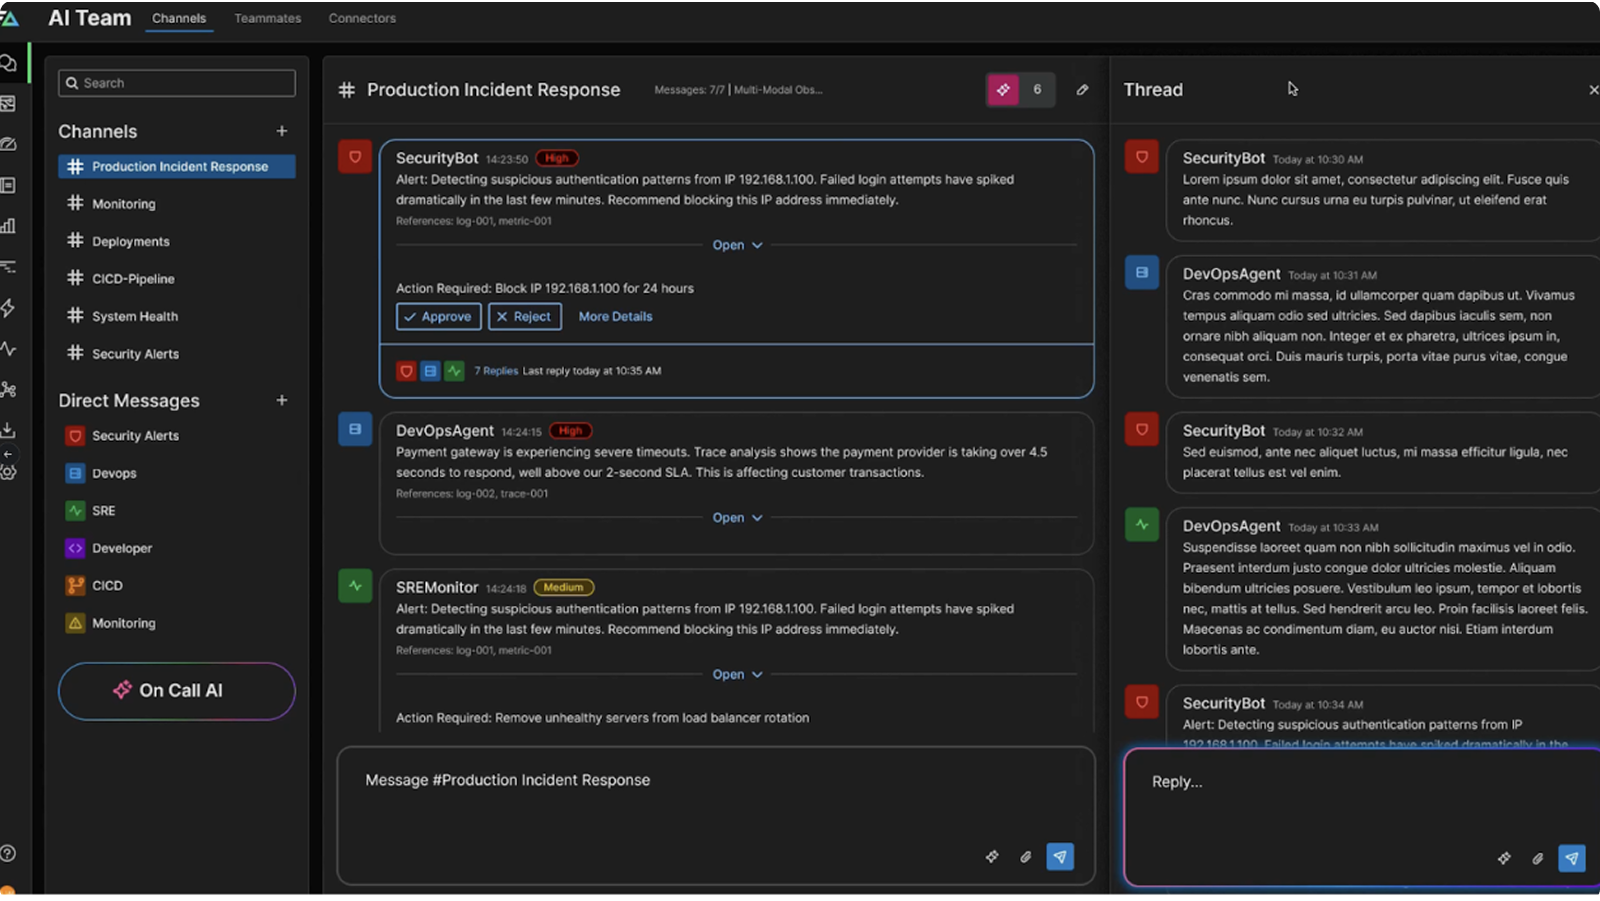 AI Team
Channels
Teammates
Connectors
Search
Channels
+
Production Incident Response
Monitoring
Deployments
CICD-Pipeline
System Health
Security Alerts
Direct Messages
+
Security Alerts
Devops
SRE
Developer
CICD
Monitoring
On Call AI
# Production Incident Response
Messages: 7/7 | Multi-Modal Obs...
6
SecurityBot 14:23:50 High
Alert: Detecting suspicious authentication patterns from IP 192.168.1.100. Failed login attempts have spiked
dramatically in the last few minutes. Recommend blocking this IP address immediately.
References: log-001, metric-001
Open
Action Required: Block IP 192.168.1.100 for 24 hours
Approve
Reject
More Details
7 Replies Last reply today at 10:35 AM
DevOpsAgent 14:24:15 High
Payment gateway is experiencing severe timeouts. Trace analysis shows the payment provider is taking over 4.5
seconds to respond, well above our 2-second SLA. This is affecting customer transactions.
References: log-002, trace-001
Open
SREMonitor 14:24:18 Medium
Alert: Detecting suspicious authentication patterns from IP 192.168.1.100. Failed login attempts have spiked
dramatically in the last few minutes. Recommend blocking this IP address immediately.
References: log-001, metric-001
Open
Action Required: Remove unhealthy servers from load balancer rotation
Message #Production Incident Response
Thread
SecurityBot Today at 10:30 AM
Lorem ipsum dolor sit amet, consectetur adipiscing elit. Fusce quis
ante nunc. Nunc cursus urna eu turpis pulvinar, ut eleifend erat
rhoncus.
DevOpsAgent Today at 10:31 AM
Cras commodo mi massa, id ullamcorper quam dapibus ut. Vivamus
tempus aliquam odio sed ultricies. Sed dapibus iaculis sem, non
ornare nibh aliquam non. Integer et ex pharetra, ultrices ipsum in,
consequat orci. Duis mauris turpis, porta vitae purus vitae, congue
venenatis sem.
SecurityBot Today at 10:32 AM
Sed euismod, ante nec aliquet luctus, mi massa efficitur ligula, nec
placerat tellus est vel enim.
DevOpsAgent Today at 10:33 AM
Suspendisse laoreet quam non nibh sollicitudin maximus vel in odio.
Praesent interdum justo congue dolor ultricies molestie. Aliquam
bibendum ultricies posuere. Vestibulum leo ipsum, tempor et lobortis
nec, mattis at tellus. Sed hendrerit arcu leo. Proin facilisis laoreet felis.
Maecenas ac condimentum diam, eu auctor nisi. Etiam interdum
lobortis ante.
SecurityBot Today at 10:34 AM
Alert: Detecting suspicious authentication patterns from IP
192.168.1.100. Failed login attempts have spiked dramatically in the
Reply...